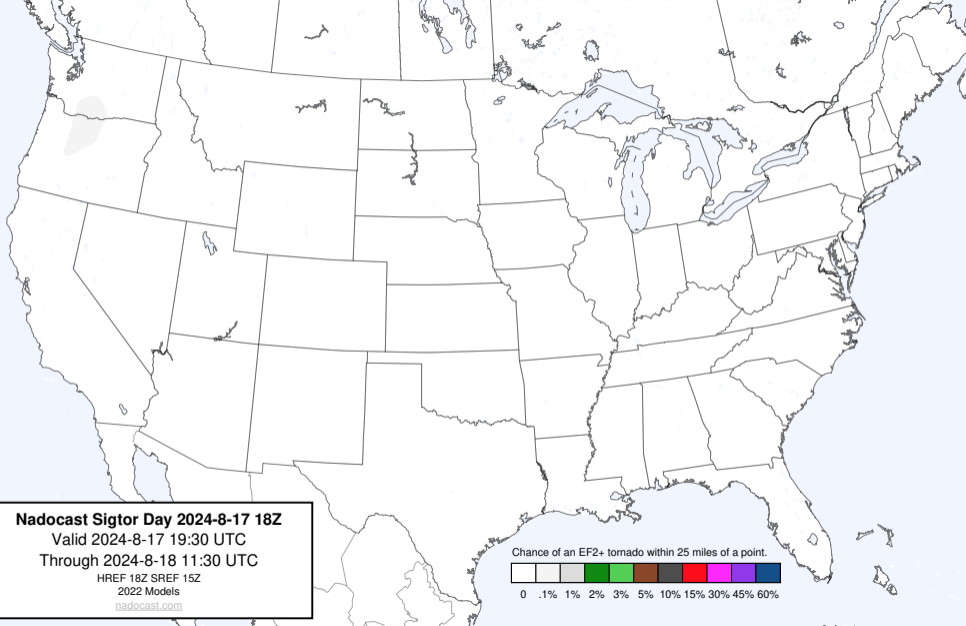 Nadocast Sigtor Day 2024-8-17 18Z
Valid 2024-8-17 19:30 UTC
Through 2024-8-18 11:30 UTC
HREF 18Z SREF 15Z
2022 Models
nadocast.com
Chance of an EF2+ tornado within 25 miles of a point.
0 .1% 1% 2% 3% 5% 10% 15% 30% 45% 60%